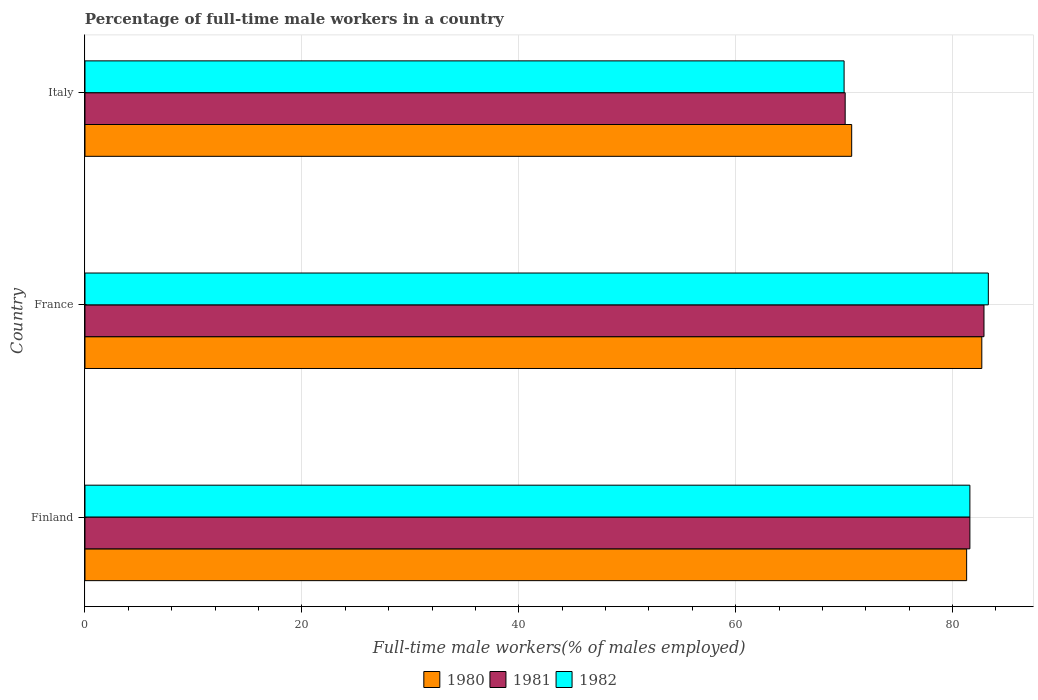 Percentage of full-time male workers in a country
Italy
France
Finland
Country
0
20
40
60
80
Full-time male workers(% of males employed)
1980
1981
1982